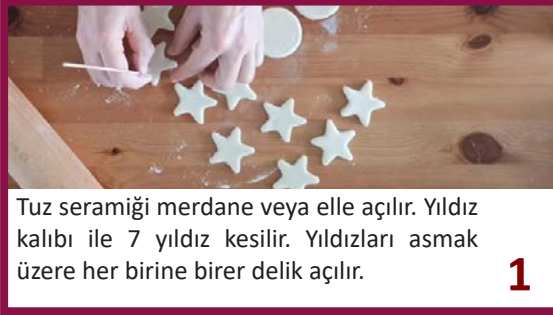 Tuz seramiği merdane veya elle açılır. Yıldız
kalıbı ile 7 yıldız kesilir. Yıldızları asmak
üzere her birine birer delik açılır.
1